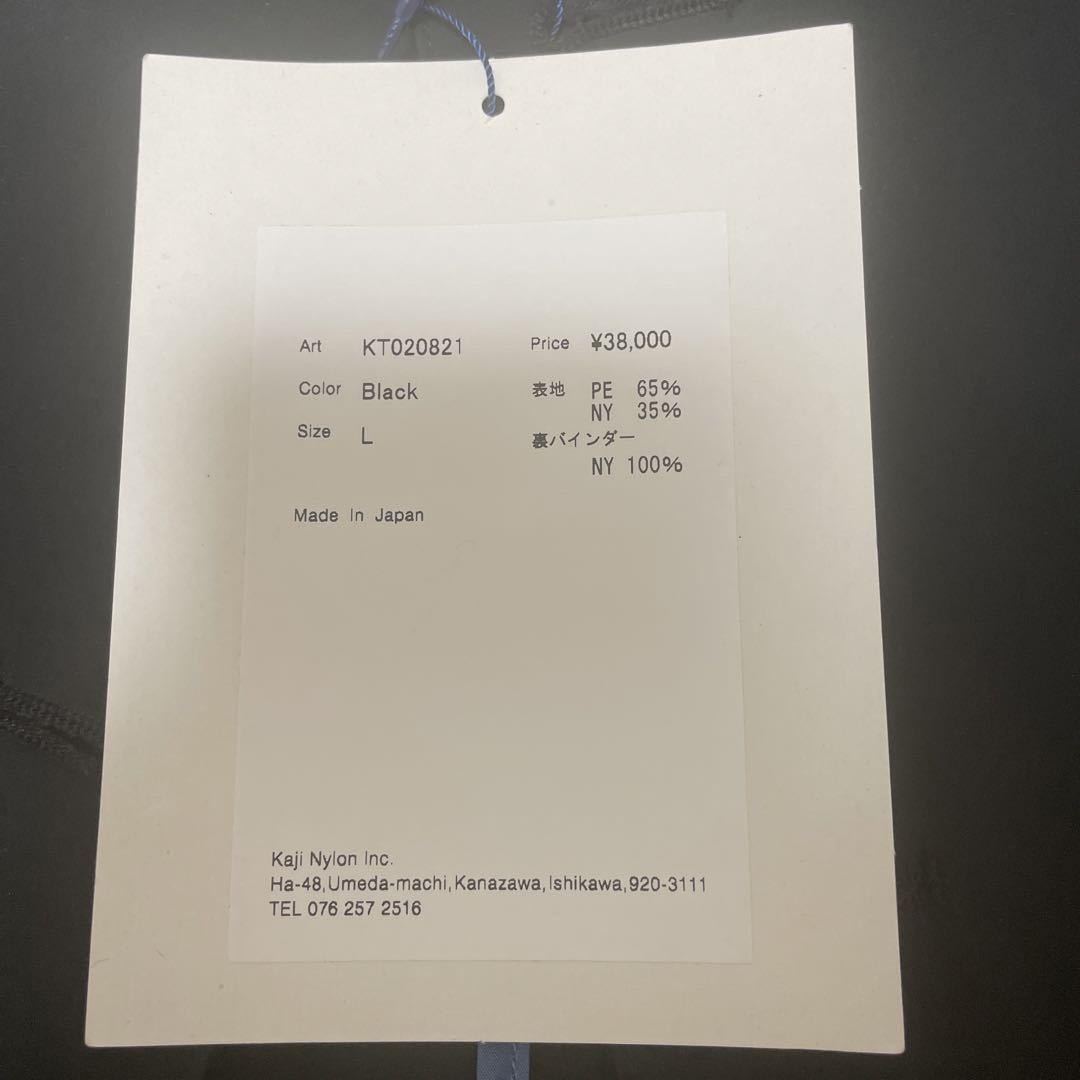 Art KT020821 Price ¥38,000
Color Black 表地 PE 65%
NY 35%
Size L 裏バインダー
NY 100%
Made In Japan
Kaji Nylon Inc.
Ha-48,Umeda-machi,Kanazawa,Ishikawa,920-3111
TEL 076 257 2516